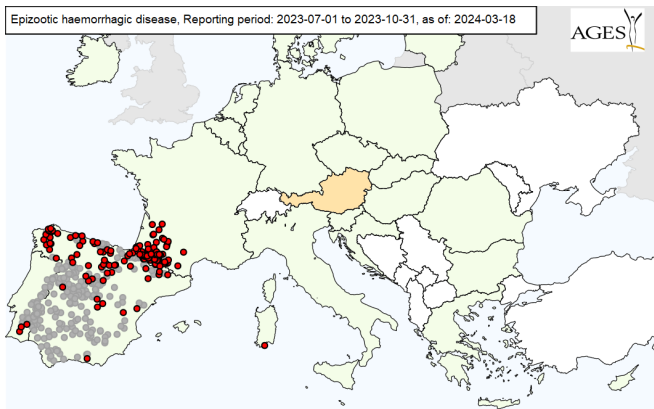 Epizootic haemorrhagic disease, Reporting period: 2023-07-01 to 2023-10-31, as of: 2024-03-18
AGES